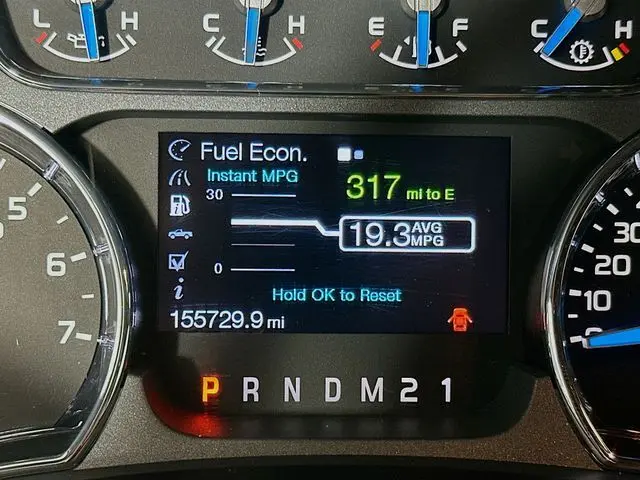 L H C H E F C H
Fuel Econ.
Instant MPG
30
317 mi to E
19.3 AVG MPG
0
Hold OK to Reset
155729.9 mi
P R N D M 2 1
5
6
7
30
20
10
0